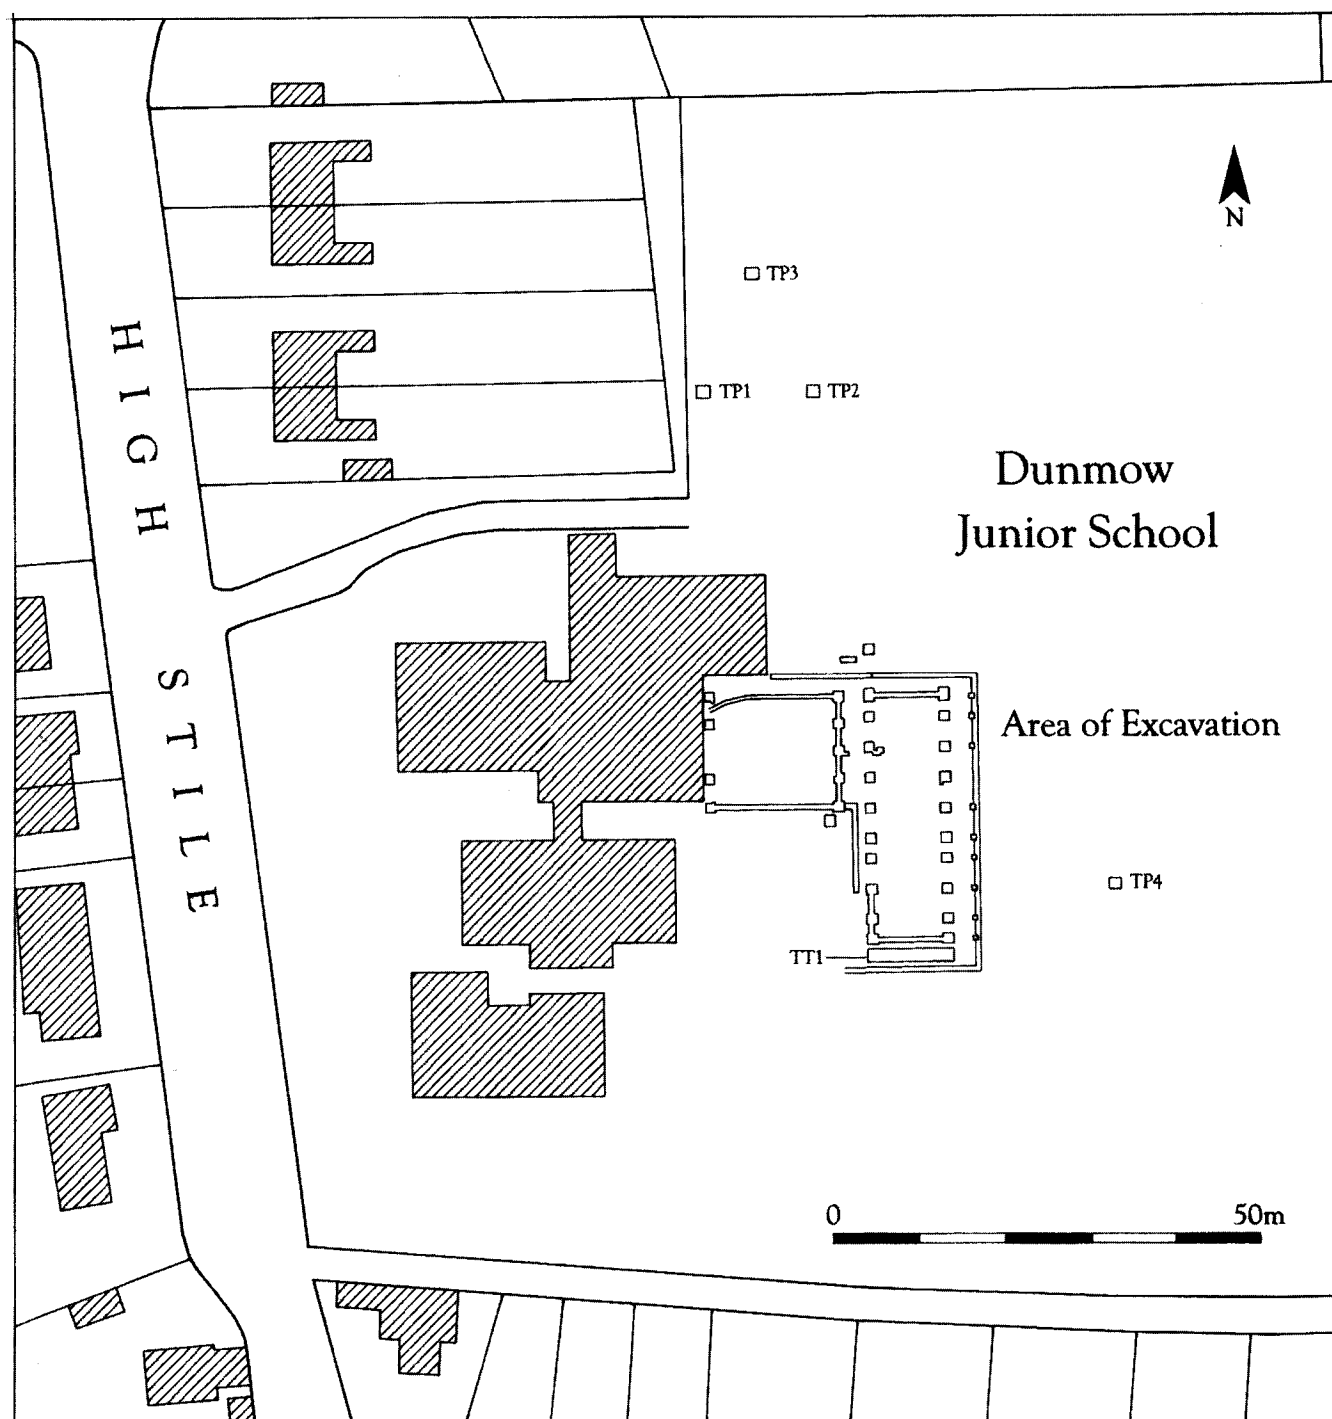 N
TP3
TP1
TP2
HIGH STILE
Dunmow
Junior School
Area of Excavation
TP4
TT1
0 50m